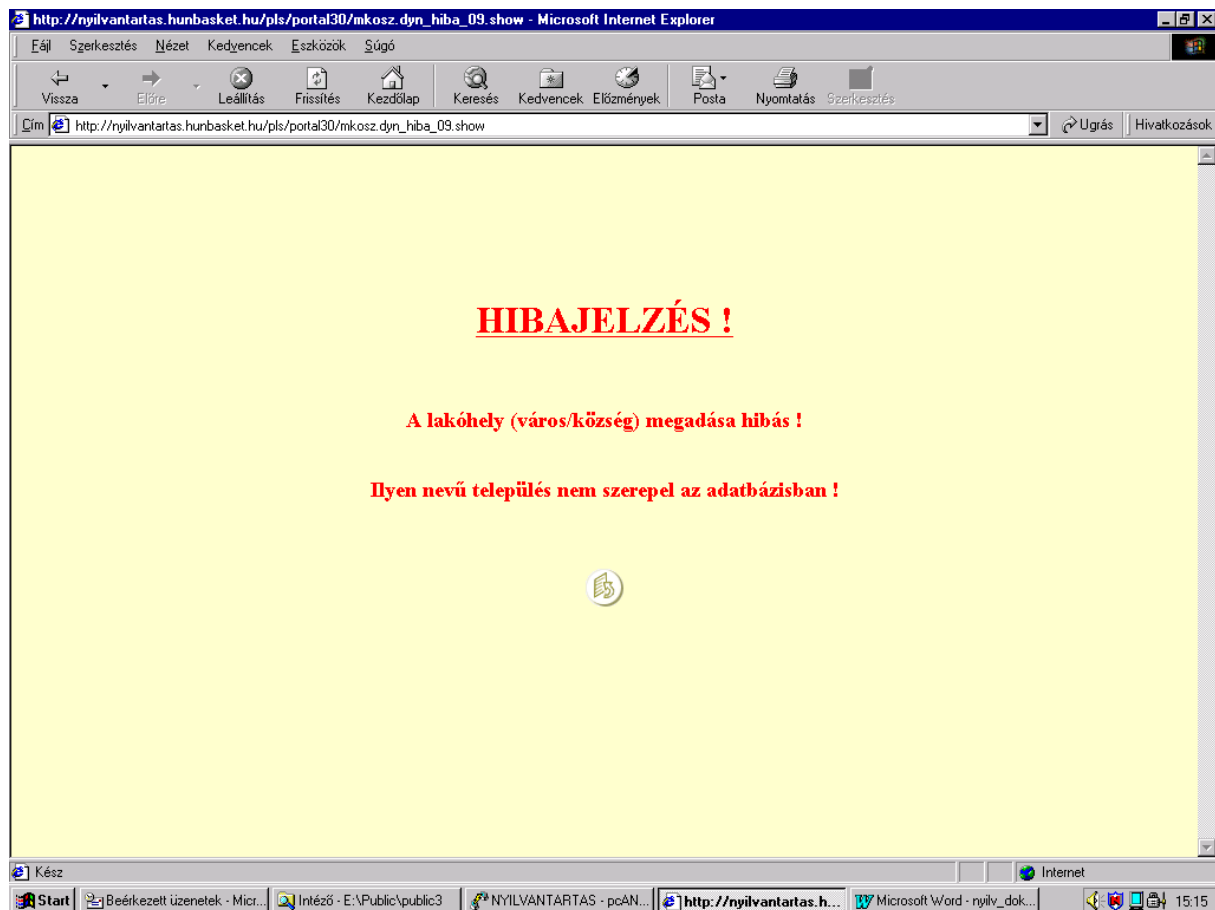 http://nyilvantartas.hunbasket.hu/pls/portal30/mkosz.dyn_hiba_09.show - Microsoft Internet Explorer
Fájl Szerkesztés Nézet Kedvencek Eszközök Súgó
Vissza Előre Leállítás Frissítés Kezdőlap Keresés Kedvencek Előzmények Posta Nyomtatás Szerkesztés
Cím http://nyilvantartas.hunbasket.hu/pls/portal30/mkosz.dyn_hiba_09.show Ugrás Hivatkozások
HIBAJELZÉS !
A lakóhely (város/község) megadása hibás !
Ilyen nevű település nem szerepel az adatbázisban !
Kész Internet
Start Beérkezett üzenetek - Micr... Intéző - E:\Public\public3 NYILVANTARTAS - pcAN... http://nyilvantartas.h... Microsoft Word - nyilv_dok... 15:15